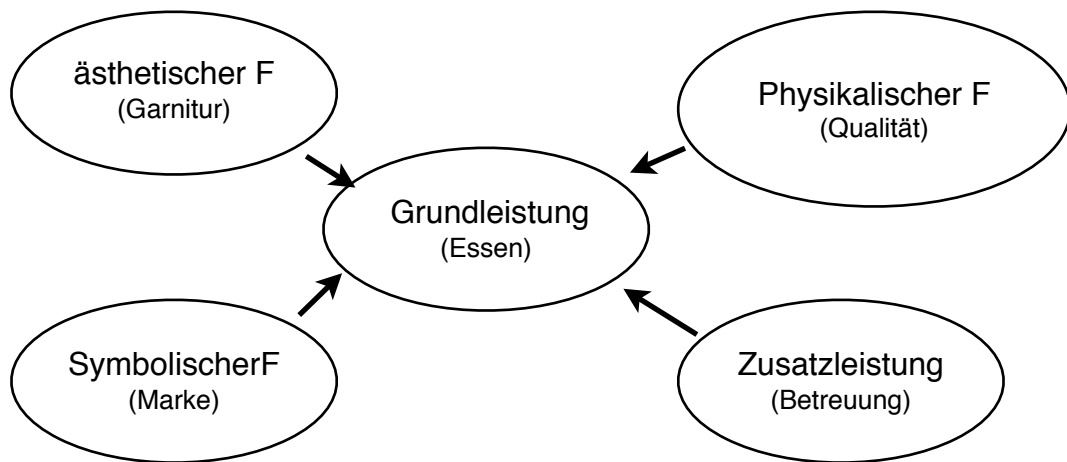 ästhetischer F
(Garnitur)
Physikalischer F
(Qualität)
Grundleistung
(Essen)
SymbolischerF
(Marke)
Zusatzleistung
(Betreuung)